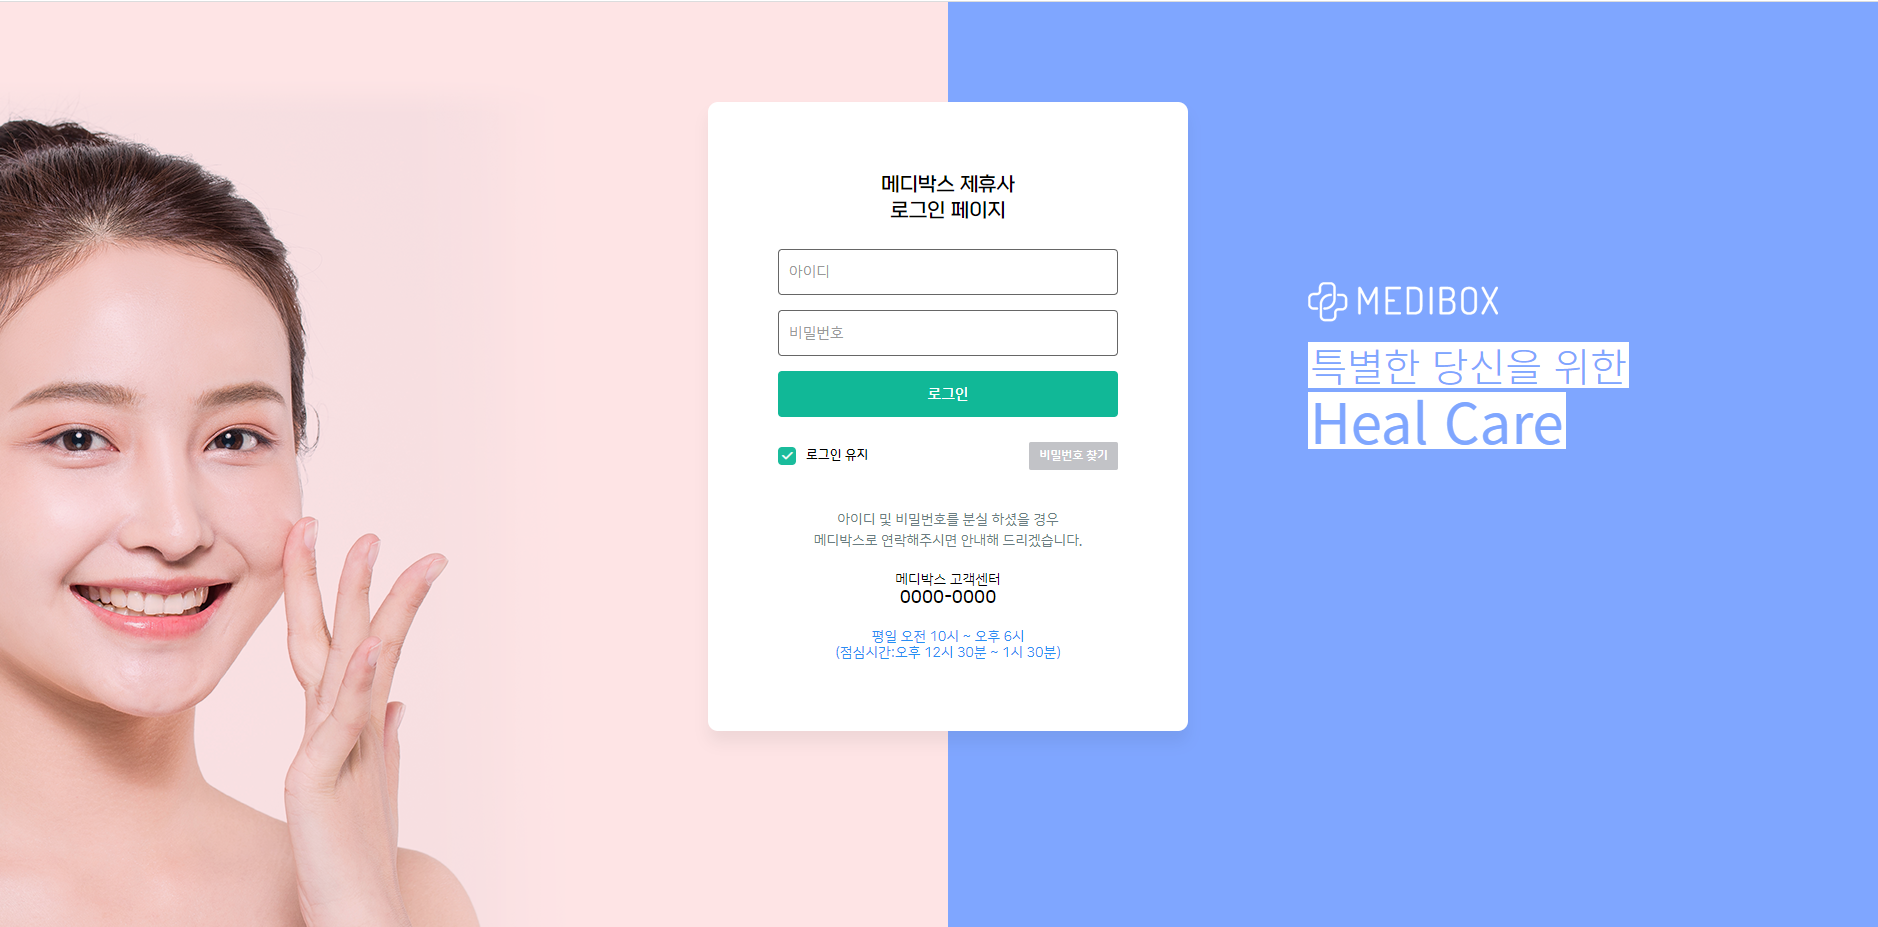 메디박스 제휴사
로그인 페이지
아이디
비밀번호
로그인
로그인 유지
비밀번호 찾기
아이디 및 비밀번호를 분실 하셨을 경우
메디박스로 연락해주시면 안내해 드리겠습니다.
메디박스 고객센터
0000-0000
평일 오전 10시 ~ 오후 6시
(점심시간:오후 12시 30분 ~ 1시 30분)
MEDIBOX
특별한 당신을 위한
Heal Care